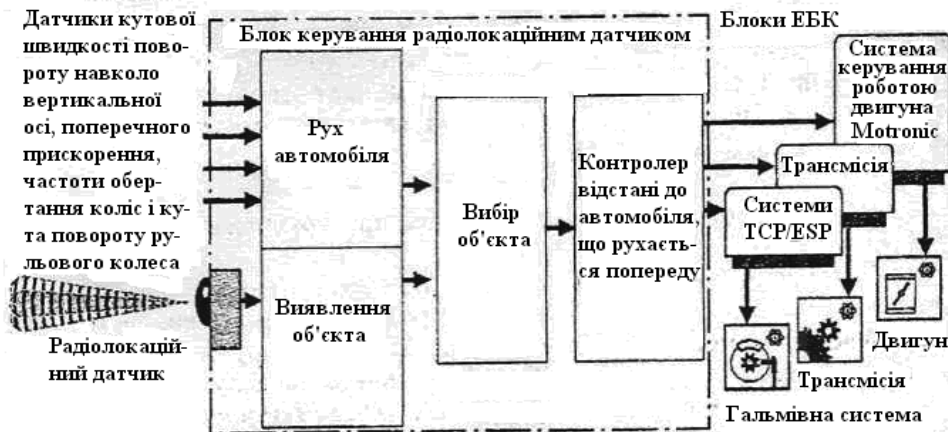 Датчики кутової
швидкості пово-
роту навколо
вертикальної
осі, поперечного
прискорення,
частоти обер-
тання коліс і ку-
та повороту ру-
льового колеса
Радіолокацій-
ний датчик
Блок керування радіолокаційним датчиком
Рух
автомобіля
Виявлення
об'єкта
Вибір
об'єкта
Контролер
відстані до
автомобіля,
що рухаєть-
ся попереду
Блоки ЕБК
Система
керування
роботою
двигуна
Motronic
Трансмісія
Системи
TCP/ESP
Двигун
Трансмісія
Гальмівна система